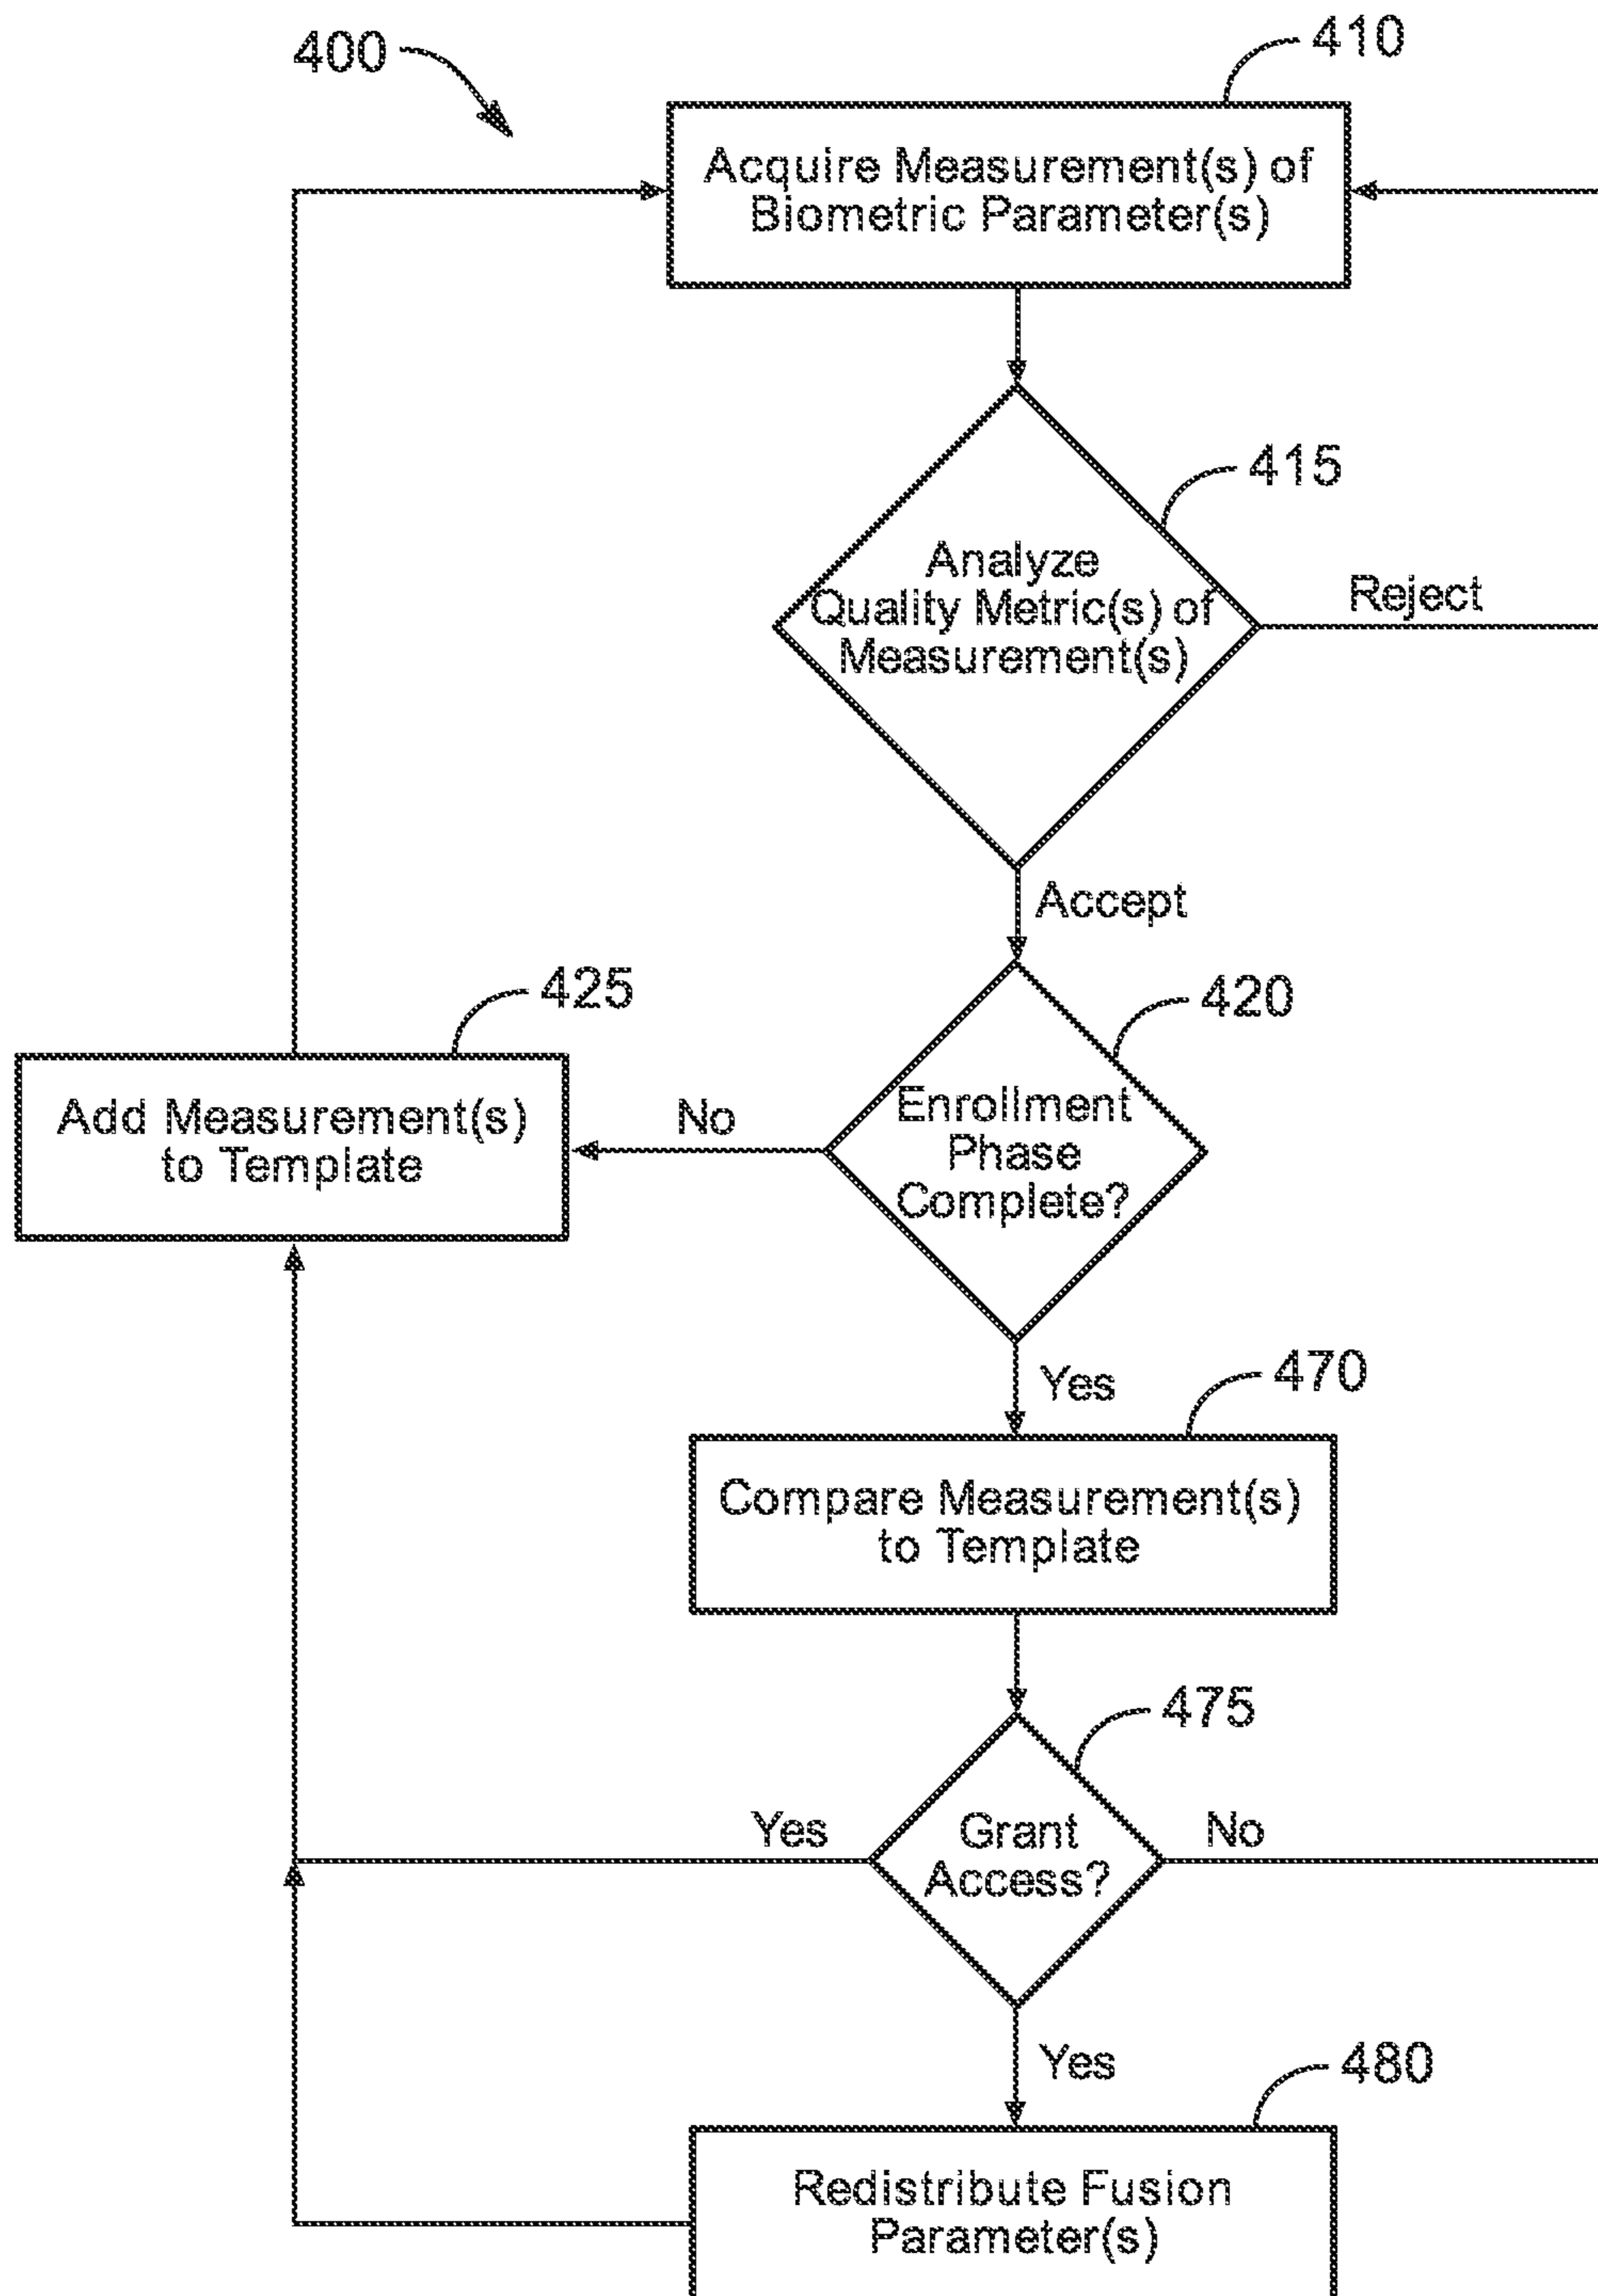 400
410
Acquire Measurement(s) of
Biometric Parameter(s)
415
Analyze
Quality Metric(s) of
Measurement(s)
Reject
Accept
425
420
Add Measurement(s)
to Template
No
Enrollment
Phase
Complete?
Yes
470
Compare Measurement(s)
to Template
475
Yes
Grant
Access?
No
Yes
480
Redistribute Fusion
Parameter(s)